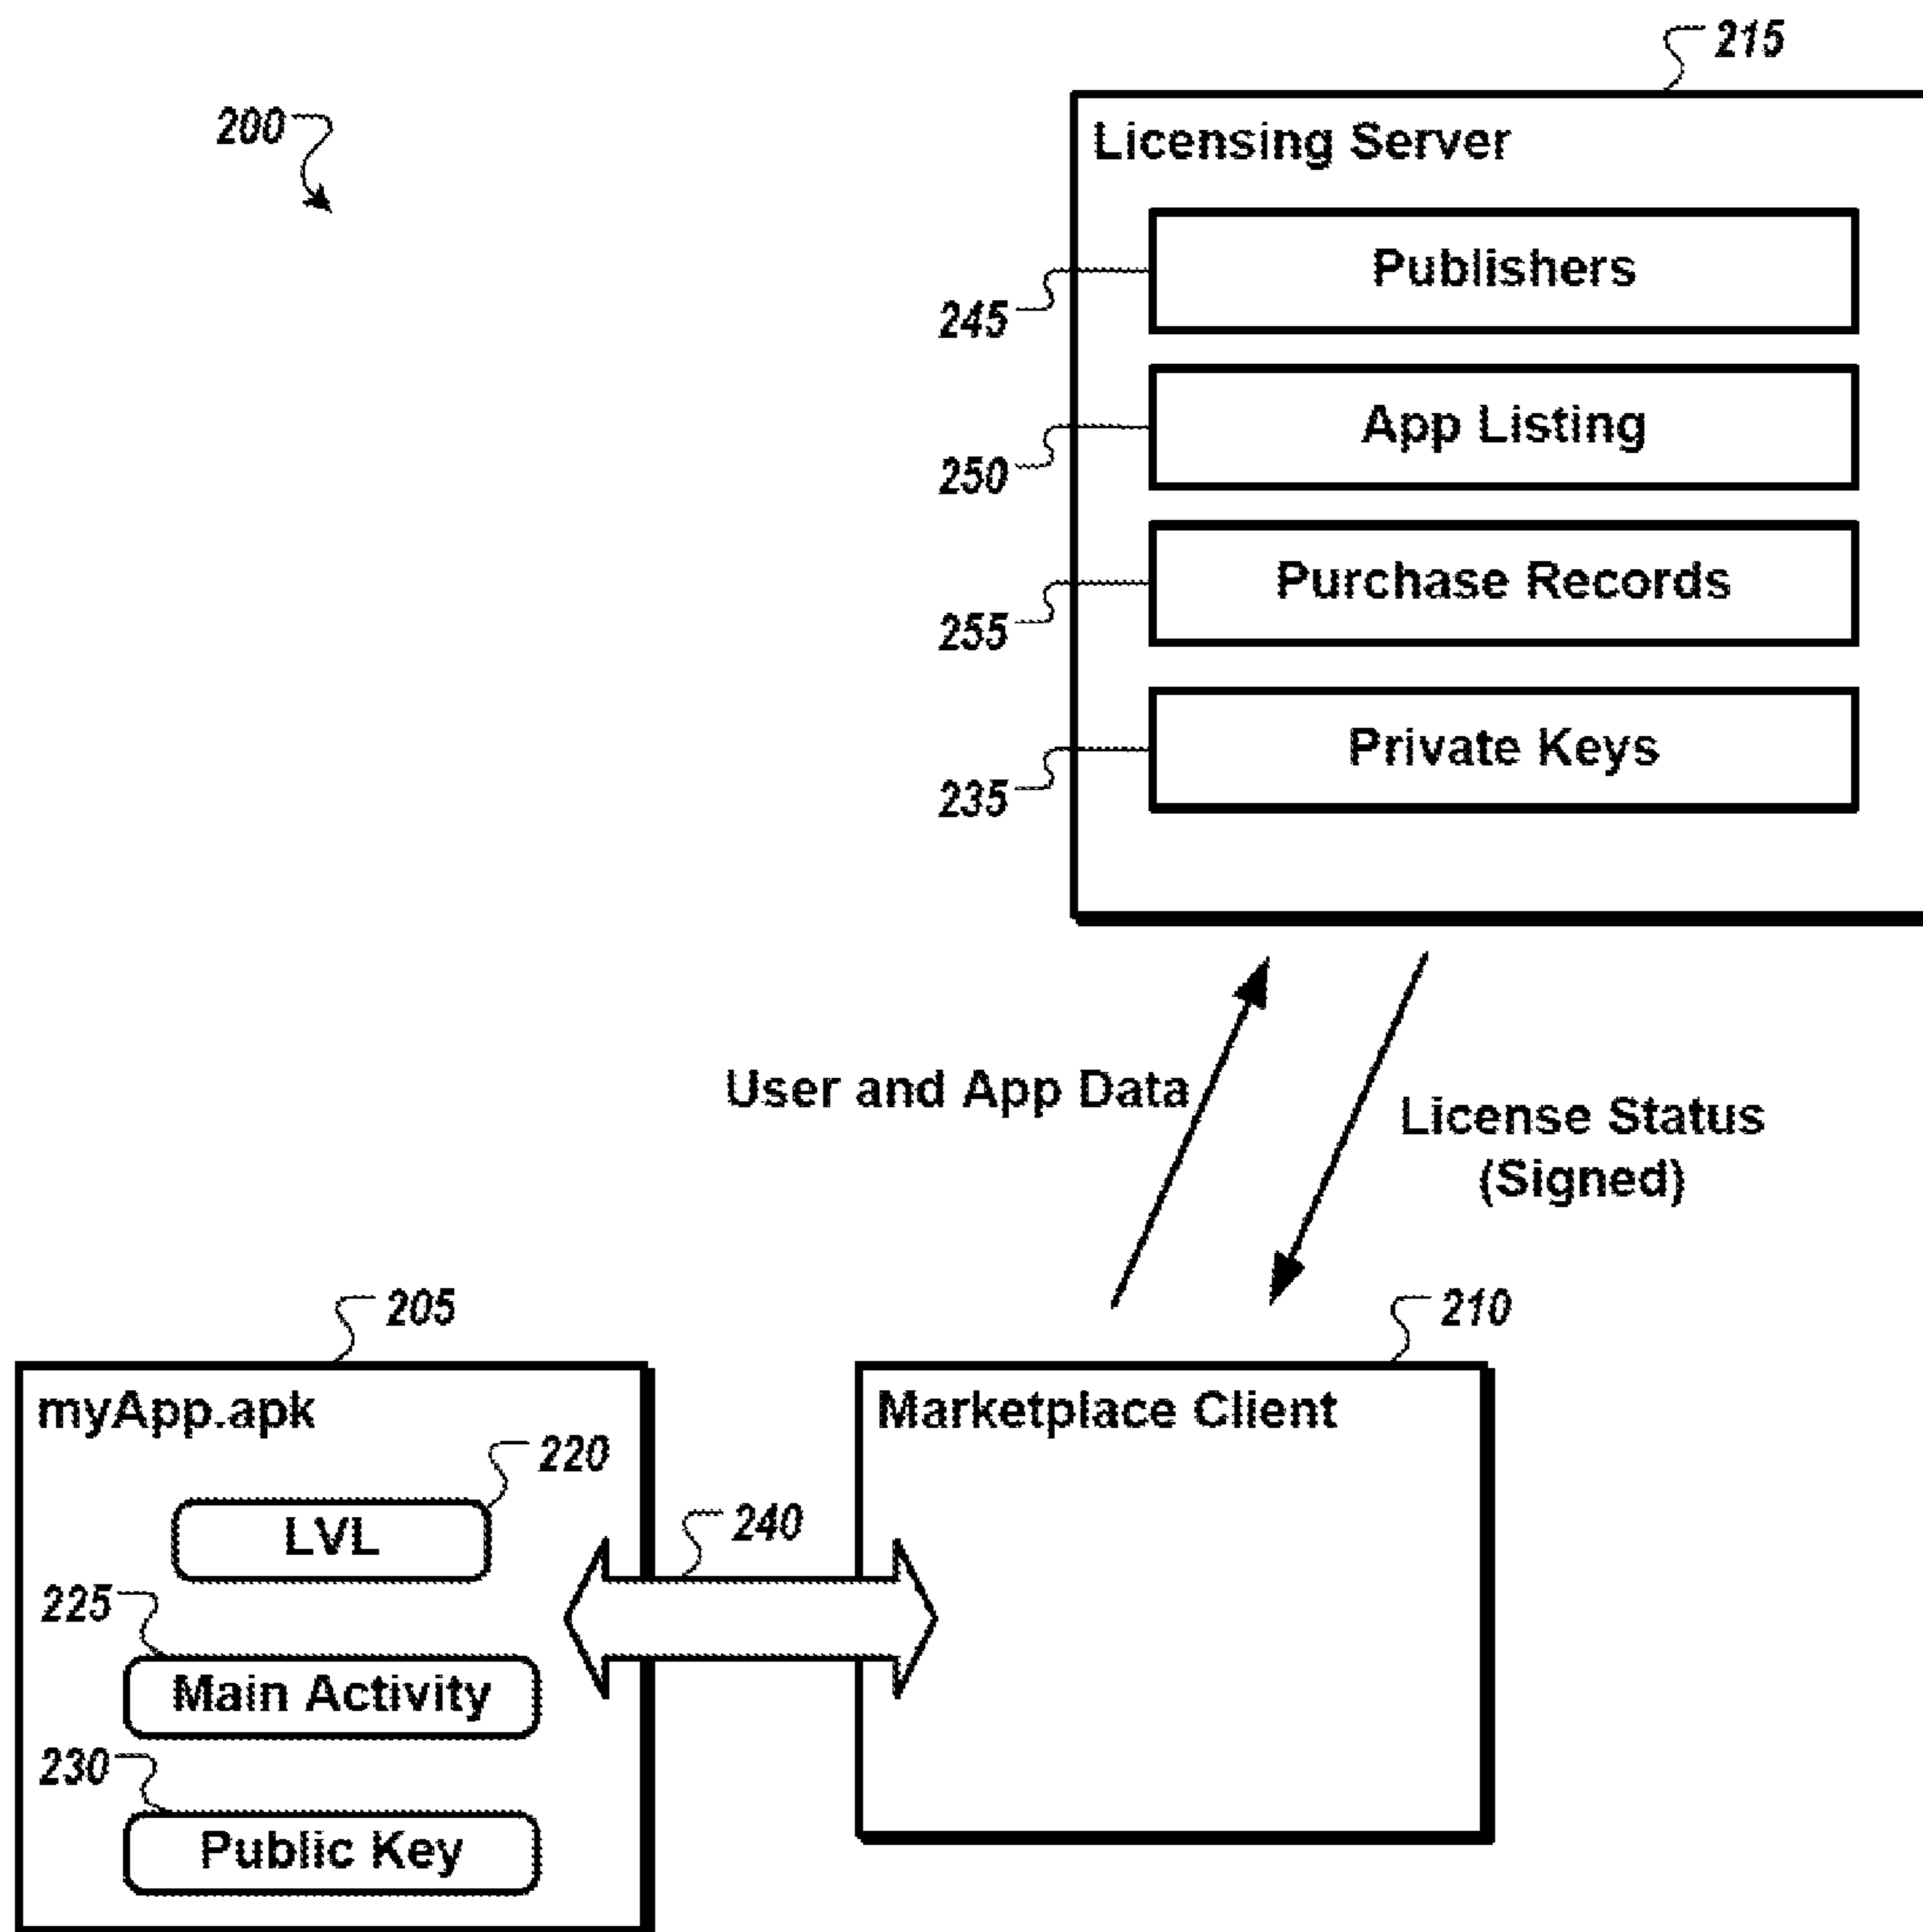 215
200
Licensing Server
Publishers
245
App Listing
250
Purchase Records
255
Private Keys
235
User and App Data
License Status
(Signed)
205
210
myApp.apk
Marketplace Client
220
LVL
240
225
Main Activity
230
Public Key